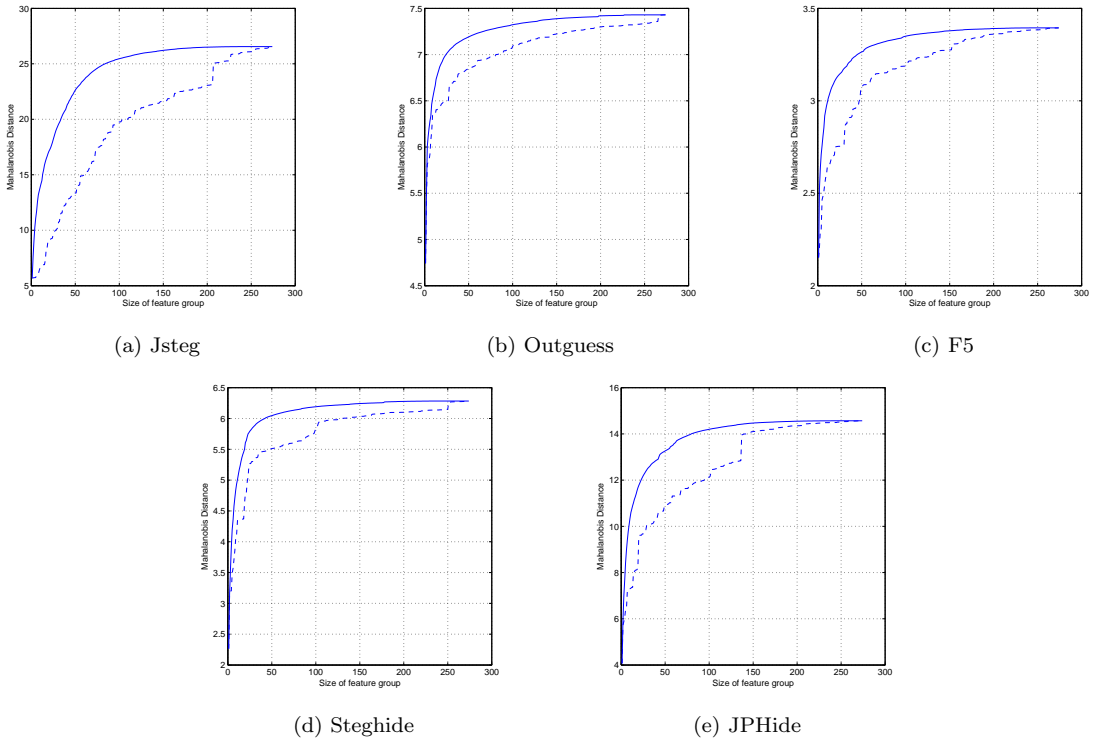 30
25
20
15
10
5
0 50 100 150 200 250 300
Mahalanobis Distance
Size of feature group
(a) Jsteg
7.5
7
6.5
6
5.5
5
4.5
0 50 100 150 200 250 300
Mahalanobis Distance
Size of feature group
(b) Outguess
3.5
3
2.5
2
0 50 100 150 200 250 300
Mahalanobis Distance
Size of feature group
(c) F5
6.5
6
5.5
5
4.5
4
3.5
3
2.5
2
0 50 100 150 200 250 300
Mahalanobis Distance
Size of feature group
(d) Steghide
16
14
12
10
8
6
4
0 50 100 150 200 250 300
Mahalanobis Distance
Size of feature group
(e) JPHide